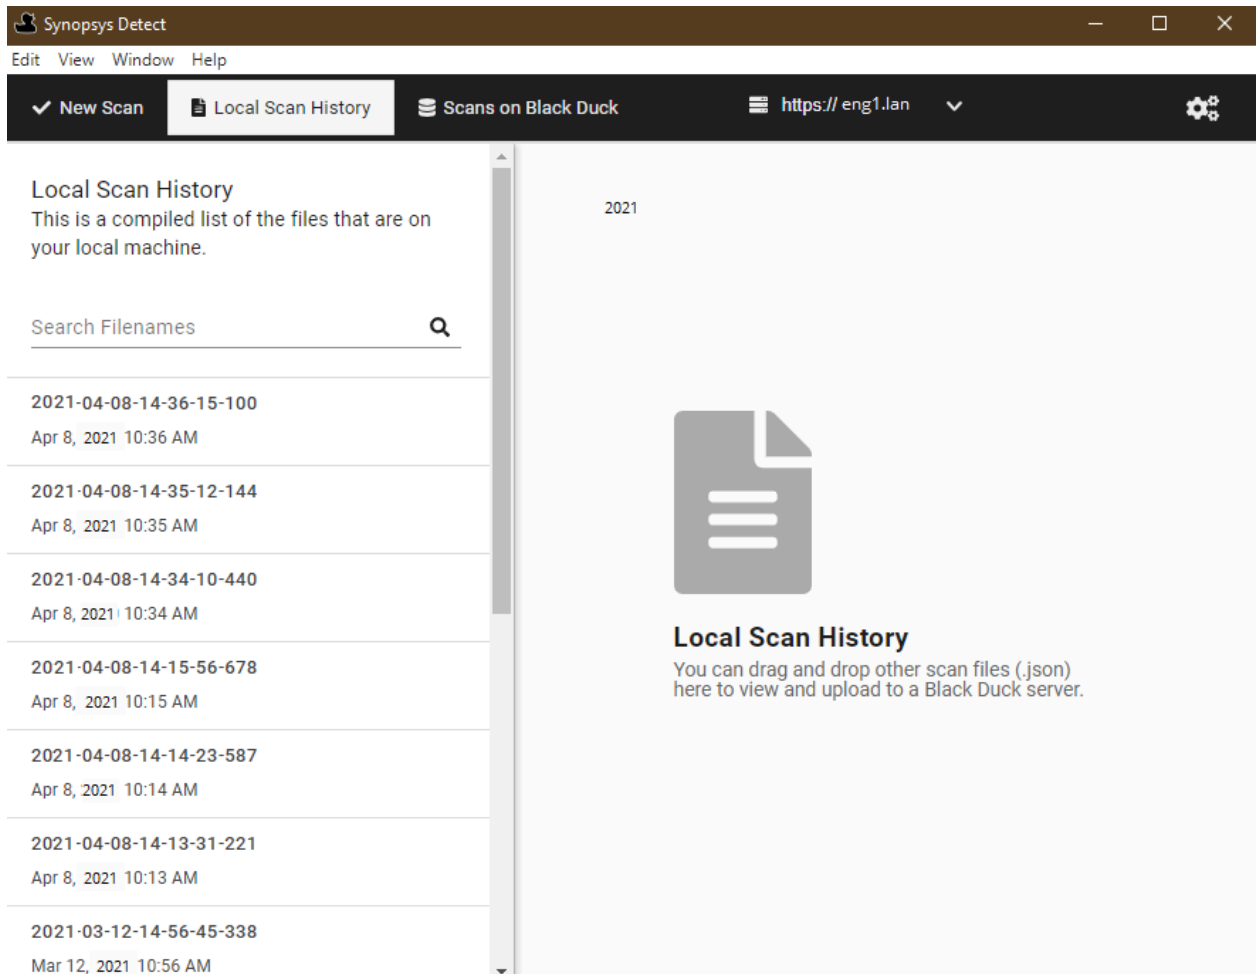 Synopsys Detect
Edit View Window Help
New Scan Local Scan History Scans on Black Duck https:// eng1.lan
Local Scan History
This is a compiled list of the files that are on
your local machine.
Search Filenames
2021-04-08-14-36-15-100
Apr 8, 2021 10:36 AM
2021-04-08-14-35-12-144
Apr 8, 2021 10:35 AM
2021-04-08-14-34-10-440
Apr 8, 2021 10:34 AM
2021-04-08-14-15-56-678
Apr 8, 2021 10:15 AM
2021-04-08-14-14-23-587
Apr 8, 2021 10:14 AM
2021-04-08-14-13-31-221
Apr 8, 2021 10:13 AM
2021-03-12-14-56-45-338
Mar 12, 2021 10:56 AM
2021
Local Scan History
You can drag and drop other scan files (.json)
here to view and upload to a Black Duck server.